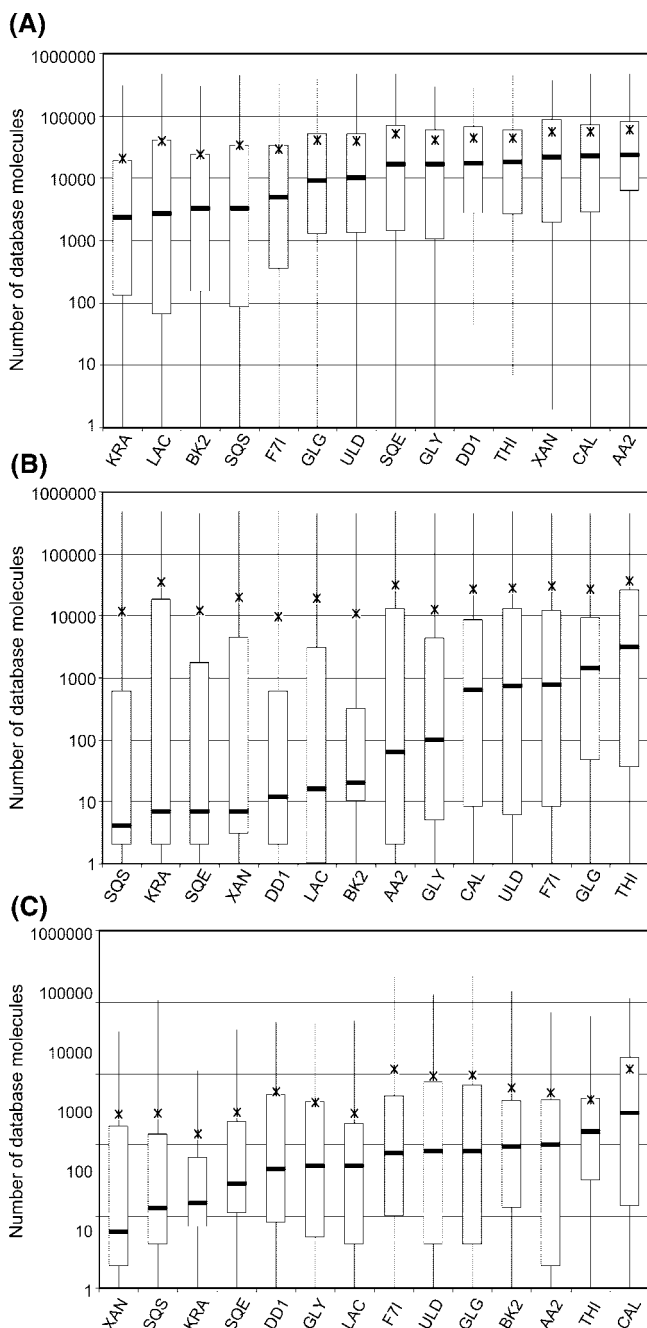 (A)
Number of database molecules
1000000
100000
10000
1000
100
10
1
KRA LAC BK2 SQS F7I GLG ULD SQE GLY DD1 THI XAN CAL AA2
(B)
Number of database molecules
1000000
100000
10000
1000
100
10
1
SQS KRA SQE XAN DD1 LAC BK2 AA2 GLY CAL ULD F7I GLG THI
(C)
Number of database molecules
1000000
100000
10000
1000
100
10
1
XAN SQS KRA SQE DD1 GLY LAC F7I ULD GLG BK2 AA2 THI CAL